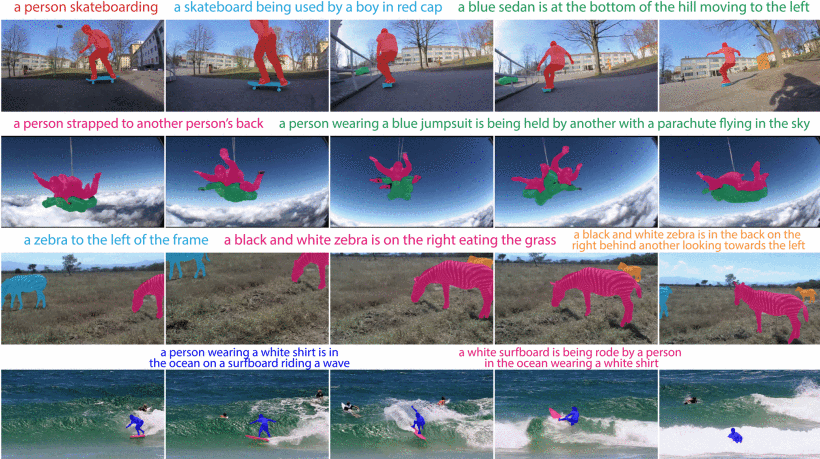 a person skateboarding
a skateboard being used by a boy in red cap
a blue sedan is at the bottom of the hill moving to the left
a person strapped to another person's back
a person wearing a blue jumpsuit is being held by another with a parachute flying in the sky
a zebra to the left of the frame
a black and white zebra is on the right eating the grass
a black and white zebra is in the back on the
right behind another looking towards the left
a person wearing a white shirt is in
the ocean on a surfboard riding a wave
a white surfboard is being rode by a person
in the ocean wearing a white shirt